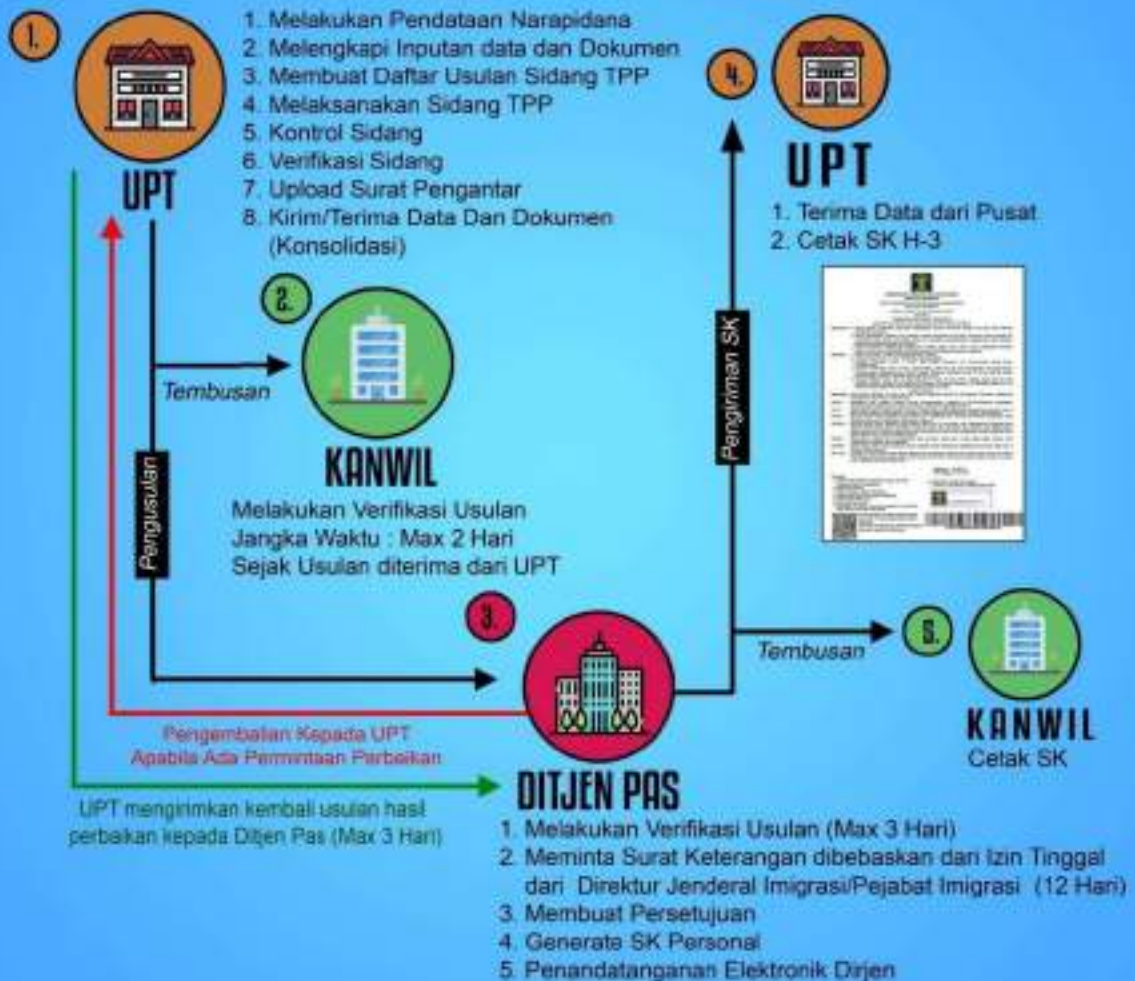 1.
UPT
1. Melakukan Pendataan Narapidana
2. Melengkapi Inputan data dan Dokumen
3. Membuat Daftar Usulan Sidang TPP
4. Melaksanakan Sidang TPP
5. Kontrol Sidang
6. Verifikasi Sidang
7. Upload Surat Pengantar
8. Kirim/Terima Data Dan Dokumen
(Konsolidasi)
Tembusan
Pengusulan
2.
KANWIL
Melakukan Verifikasi Usulan
Jangka Waktu : Max 2 Hari
Sejak Usulan diterima dari UPT
Pengembalian Kepada UPT
Apabila Ada Permintaan Perbaikan
UPT mengirimkan kembali usulan hasil
perbaikan kepada Ditjen Pas (Max 3 Hari)
3.
DITJEN PAS
1. Melakukan Verifikasi Usulan (Max 3 Hari)
2. Meminta Surat Keterangan dibebaskan dari Izin Tinggal
dari Direktur Jenderal Imigrasi/Pejabat Imigrasi (12 Hari)
3. Membuat Persetujuan
4. Generate SK Personal
5. Penandatanganan Elektronik Dirjen
Pengiriman SK
4.
UPT
1. Terima Data dari Pusat
2. Cetak SK H-3
Tembusan
5.
KANWIL
Cetak SK